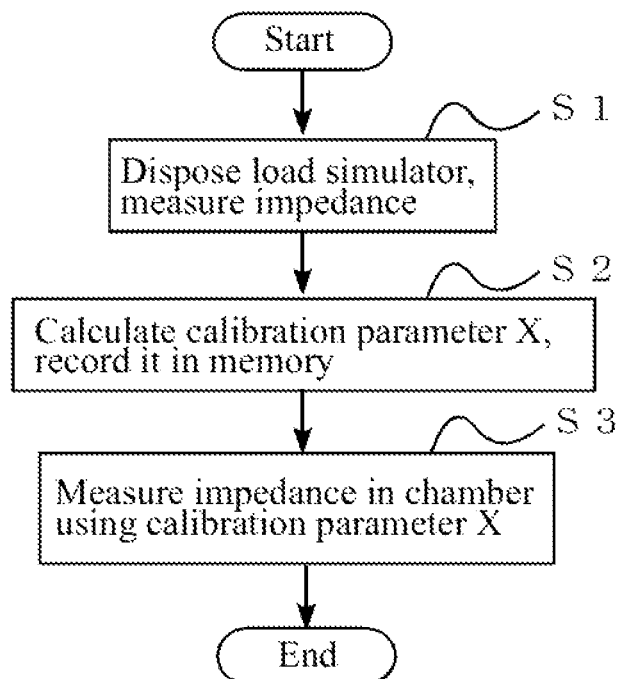 Start
S 1
Dispose load simulator,
measure impedance
S 2
Calculate calibration parameter X,
record it in memory
S 3
Measure impedance in chamber
using calibration parameter X
End